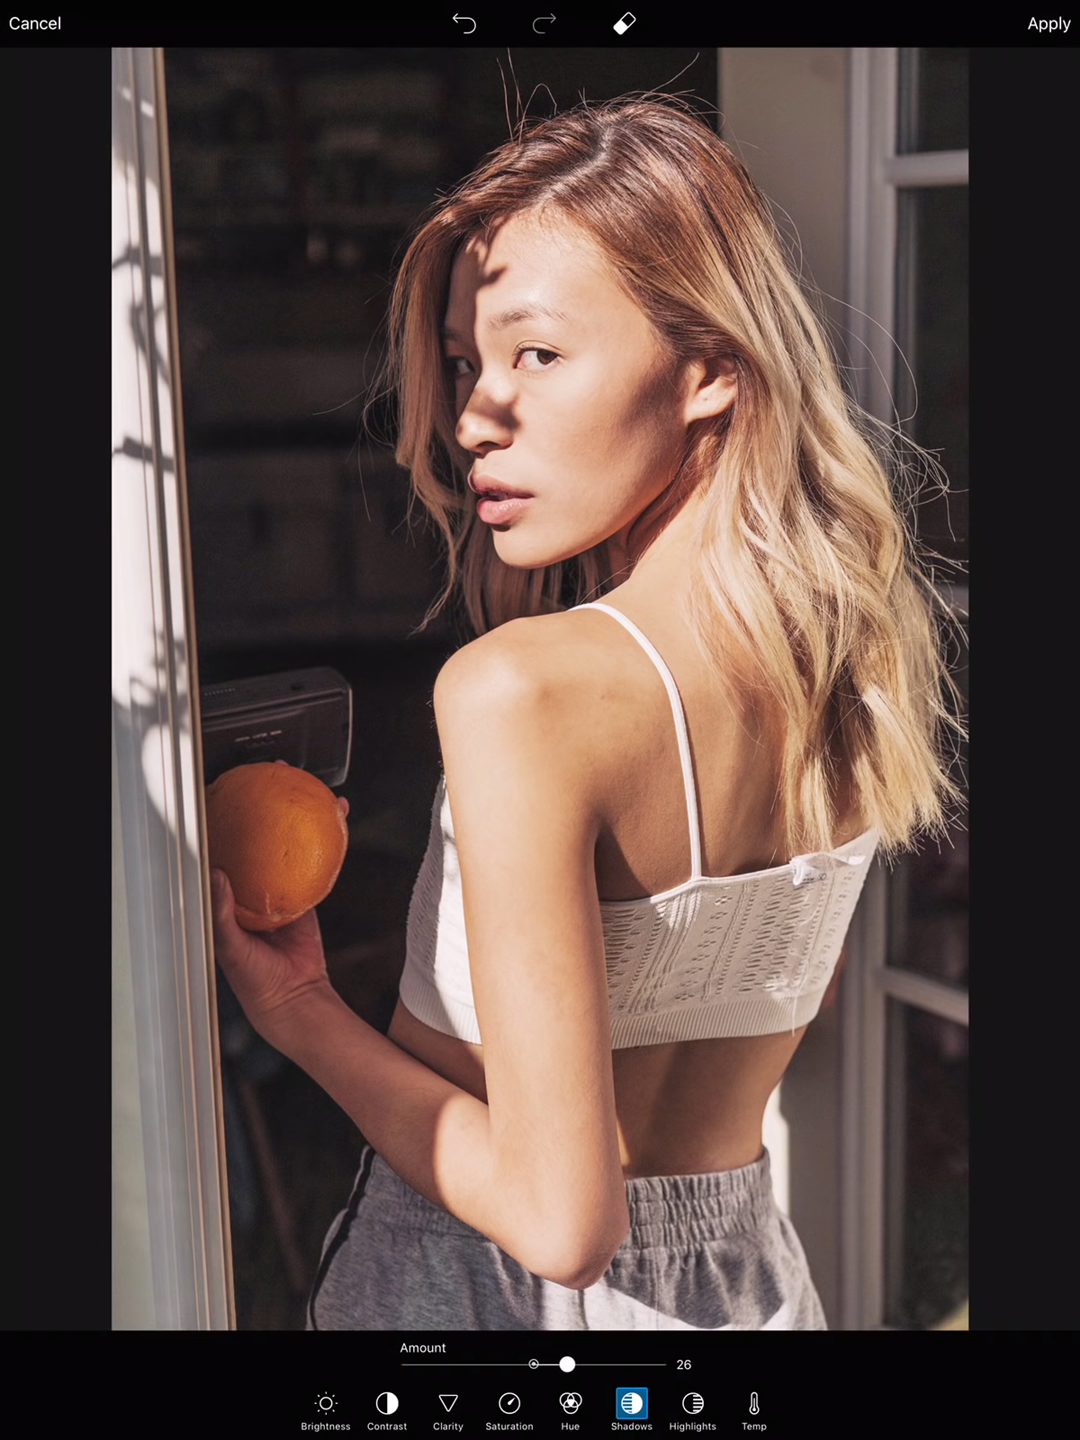 Cancel
Apply
Amount
26
Brightness
Contrast
Clarity
Saturation
Hue
Shadows
Highlights
Temp